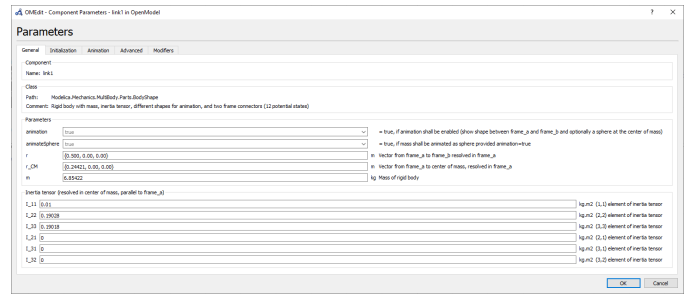 OMEdit - Component Parameters - link1 in OpenModel
? ×
Parameters
General Initialization Animation Advanced Modifiers
Component
Name: link1
Class
Path: Modelica.Mechanics.MultiBody.Parts.BodyShape
Comment: Rigid body with mass, inertia tensor, different shapes for animation, and two frame connectors (12 potential states)
Parameters
animation true = true, if animation shall be enabled (show shape between frame_a and frame_b and optionally a sphere at the center of mass)
animateSphere true = true, if mass shall be animated as sphere provided animation=true
r {0.500, 0.00, 0.00} m Vector from frame_a to frame_b resolved in frame_a
r_CM {0.24421, 0.00, 0.00} m Vector from frame_a to center of mass, resolved in frame_a
m 6.85422 kg Mass of rigid body
Inertia tensor (resolved in center of mass, parallel to frame_a)
I_11 0.01 kg.m2 (1,1) element of inertia tensor
I_22 0.19028 kg.m2 (2,2) element of inertia tensor
I_33 0.19018 kg.m2 (3,3) element of inertia tensor
I_21 0 kg.m2 (2,1) element of inertia tensor
I_31 0 kg.m2 (3,1) element of inertia tensor
I_32 0 kg.m2 (3,2) element of inertia tensor
OK Cancel